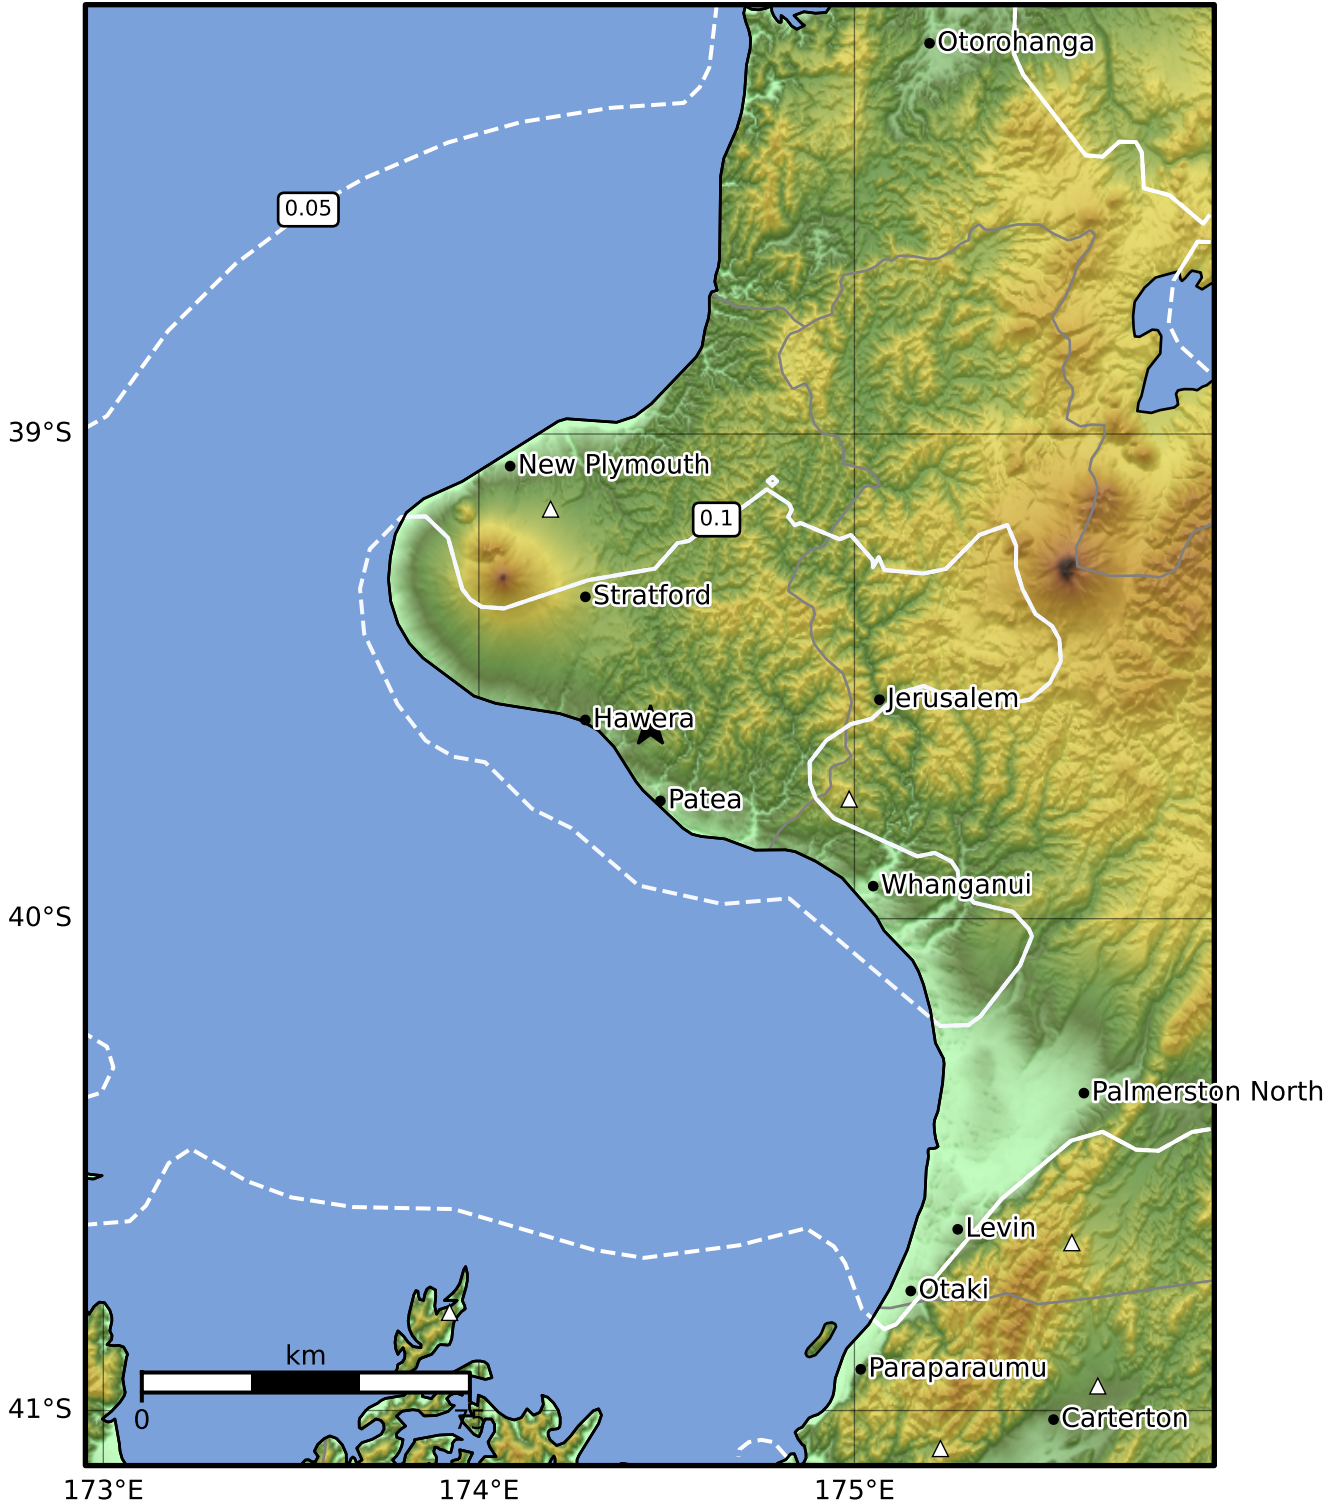 Otorohanga
0.05
39°S
New Plymouth
0.1
Stratford
Jerusalem
Hawera
Patea
Whanganui
40°S
Palmerston North
Levin
Otaki
km
Paraparaumu
0
75
41°S
Carterton
173°E
174°E
175°E